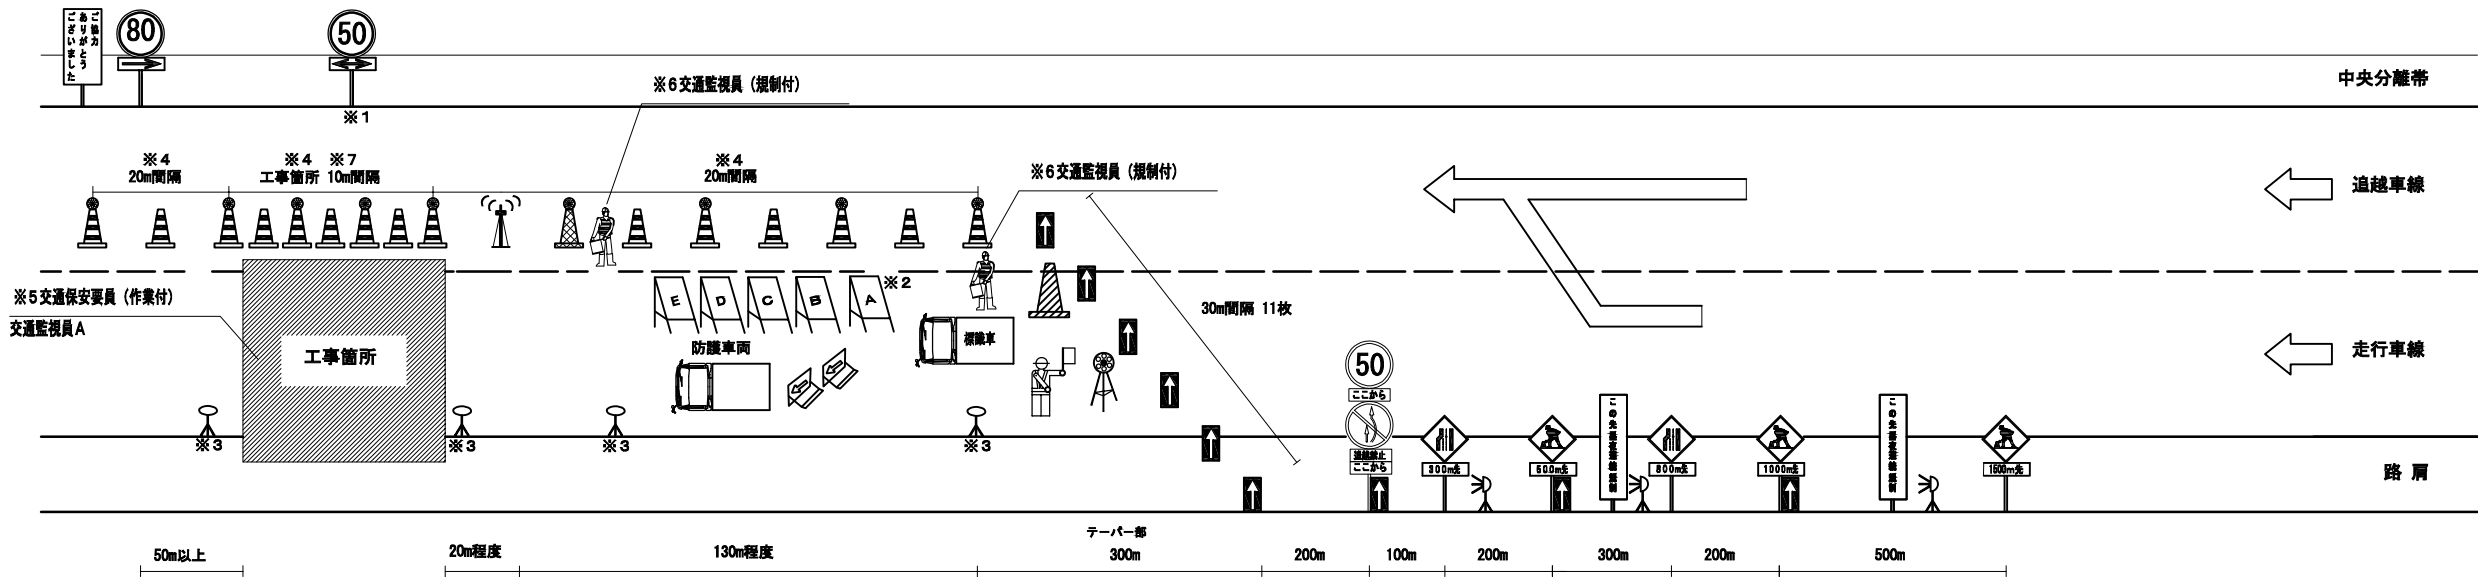 ご協力
ありがとう
ございました
80
50
※1
中央分離帯
※6交通監視員（規制付）
※4
20m間隔
※4 ※7
工事箇所 10m間隔
※4
20m間隔
※6交通監視員（規制付）
追越車線
※5交通保安要員（作業付）
交通監視員A
工事箇所
E
D
C
B
A
※2
防護車両
標識車
30m間隔 11枚
走行車線
50
ここから
追越禁止
ここから
※3
※3
※3
※3
300m先
500m先
800m先
1000m先
1500m先
路 肩
テーパー部
50m以上
20m程度
130m程度
300m
200m
100m
200m
300m
200m
500m